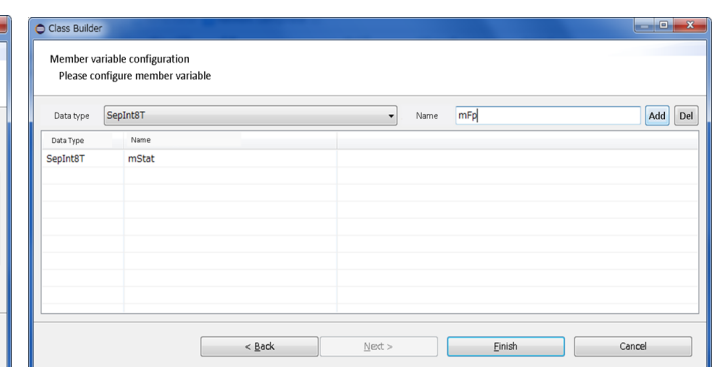 Class Builder
Member variable configuration
Please configure member variable
Data type SepInt8T Name mFp Add Del
Data Type Name
SepInt8T mStat
< Back Next > Finish Cancel